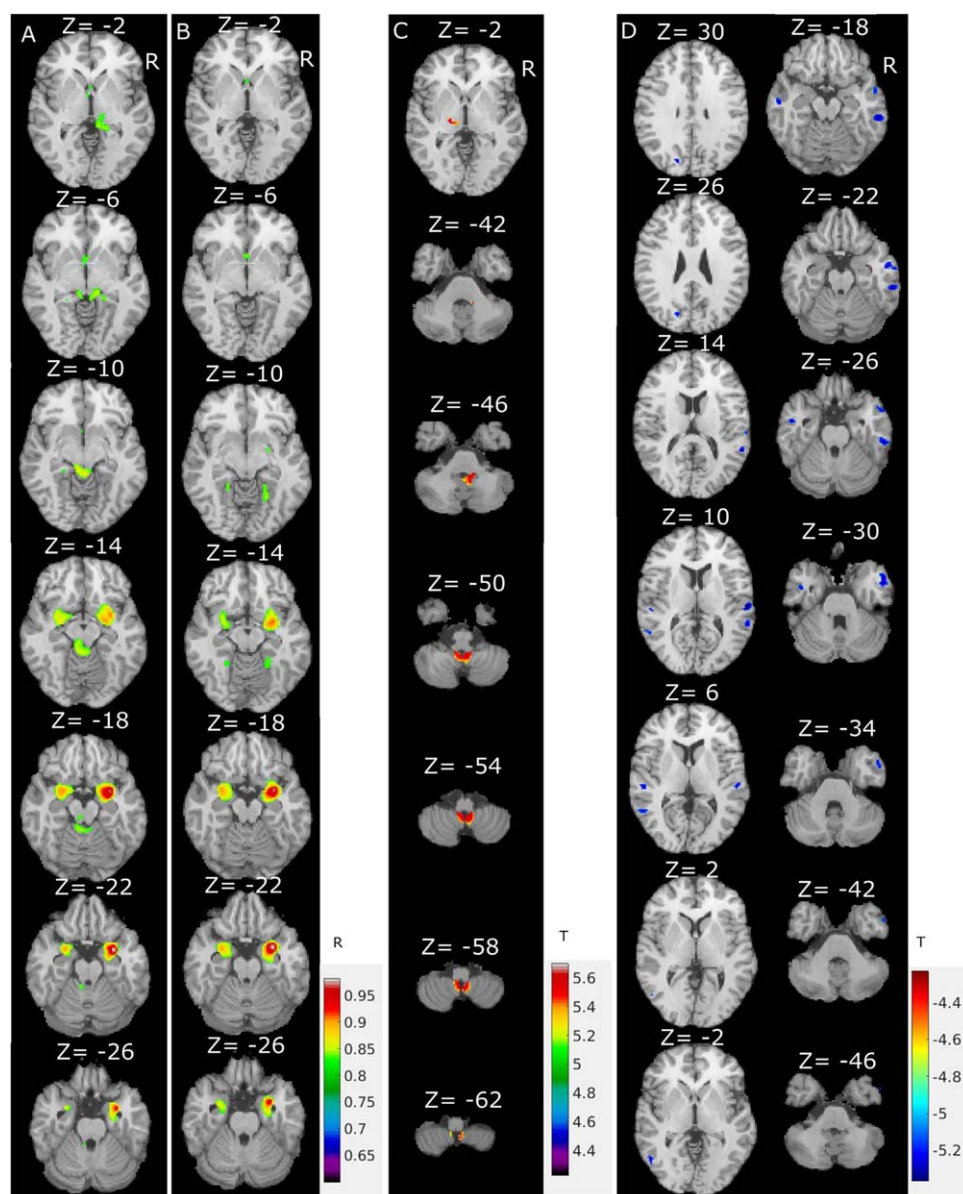 A
Z= -2
R
Z= -6
Z= -10
Z= -14
Z= -18
Z= -22
Z= -26
B
Z= -2
R
Z= -6
Z= -10
Z= -14
Z= -18
Z= -22
Z= -26
R
0.95
0.9
0.85
0.8
0.75
0.7
0.65
C
Z= -2
R
Z= -42
Z= -46
Z= -50
Z= -54
Z= -58
Z= -62
T
5.6
5.4
5.2
5
4.8
4.6
4.4
D
Z= 30
Z= 26
Z= 14
Z= 10
Z= 6
Z= 2
Z= -2
Z= -18
R
Z= -22
Z= -26
Z= -30
Z= -34
Z= -42
Z= -46
T
-4.4
-4.6
-4.8
-5
-5.2